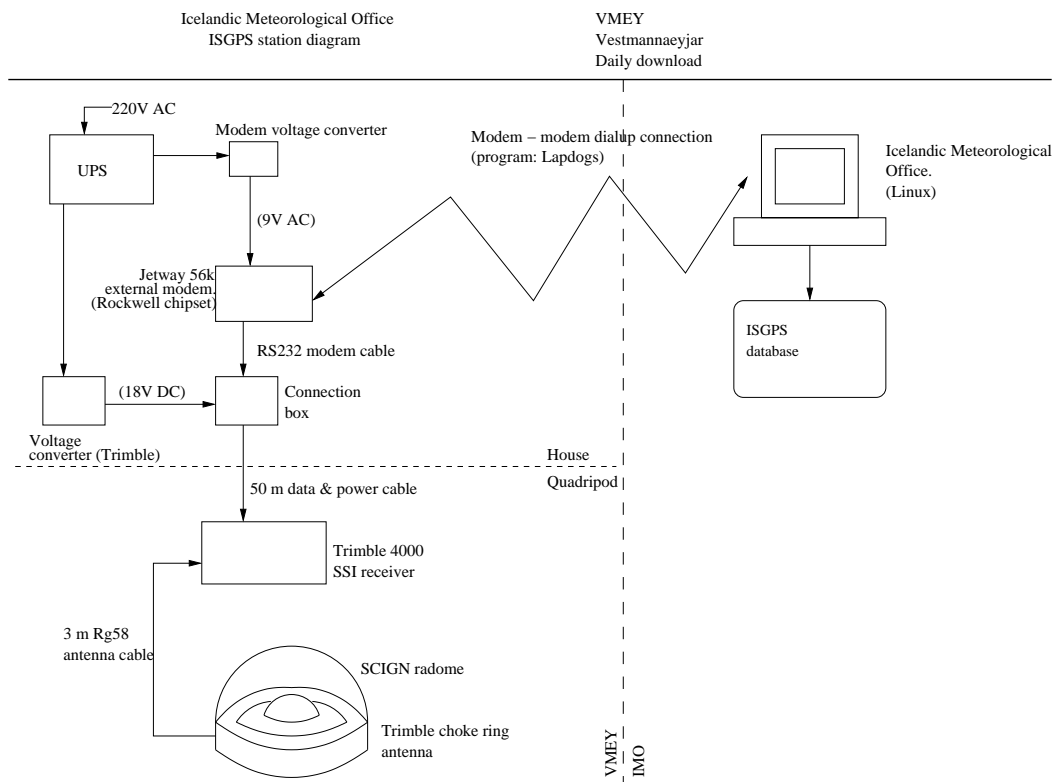 Icelandic Meteorological Office
ISGPS station diagram
VMEY
Vestmannaeyjar
Daily download
220V AC
UPS
Modem voltage converter
(9V AC)
Modem – modem dialup connection
(program: Lapdogs)
Icelandic Meteorological
Office.
(Linux)
Jetway 56k
external modem.
(Rockwell chipset)
RS232 modem cable
ISGPS
database
(18V DC)
Connection
box
Voltage
converter (Trimble)
House
Quadripod
50 m data & power cable
Trimble 4000
SSI receiver
3 m Rg58
antenna cable
SCIGN radome
Trimble choke ring
antenna
VMEY
IMO